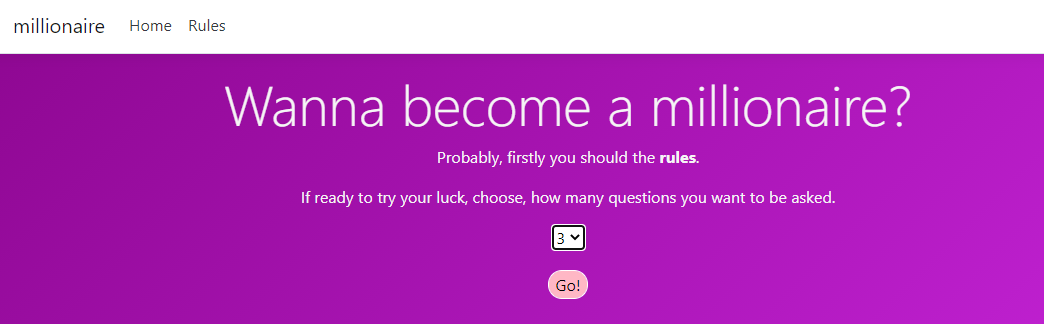 millionaire Home Rules
Wanna become a millionaire?
Probably, firstly you should the rules.
If ready to try your luck, choose, how many questions you want to be asked.
3
Go!